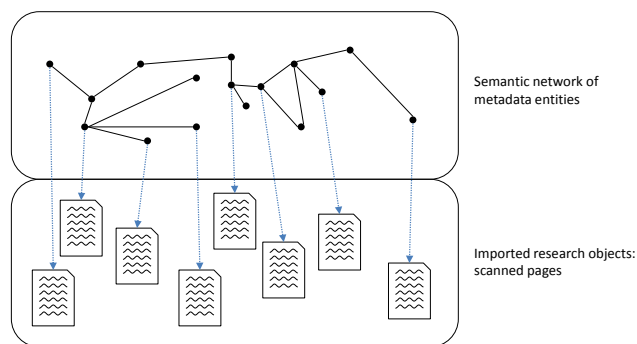 Semantic network of
metadata entities
Imported research objects:
scanned pages